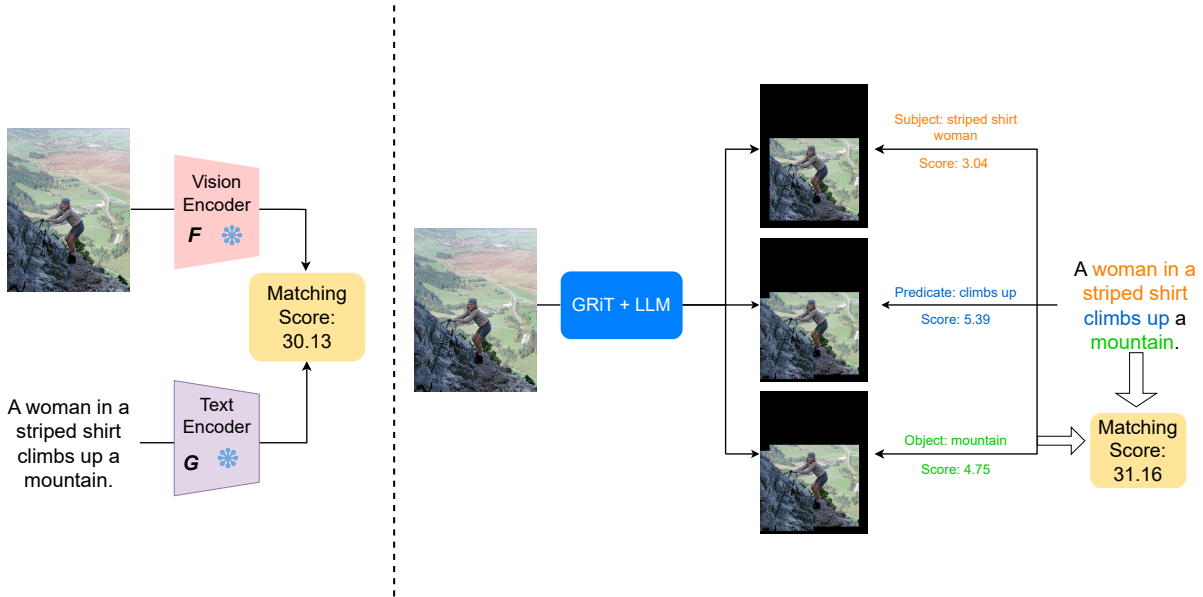 Vision
Encoder
F
Matching
Score:
30.13
A woman in a
striped shirt
climbs up a
mountain.
Text
Encoder
G
GRiT + LLM
Subject: striped shirt
woman
Score: 3.04
Predicate: climbs up
Score: 5.39
Object: mountain
Score: 4.75
A woman in a
striped shirt
climbs up a
mountain.
Matching
Score:
31.16